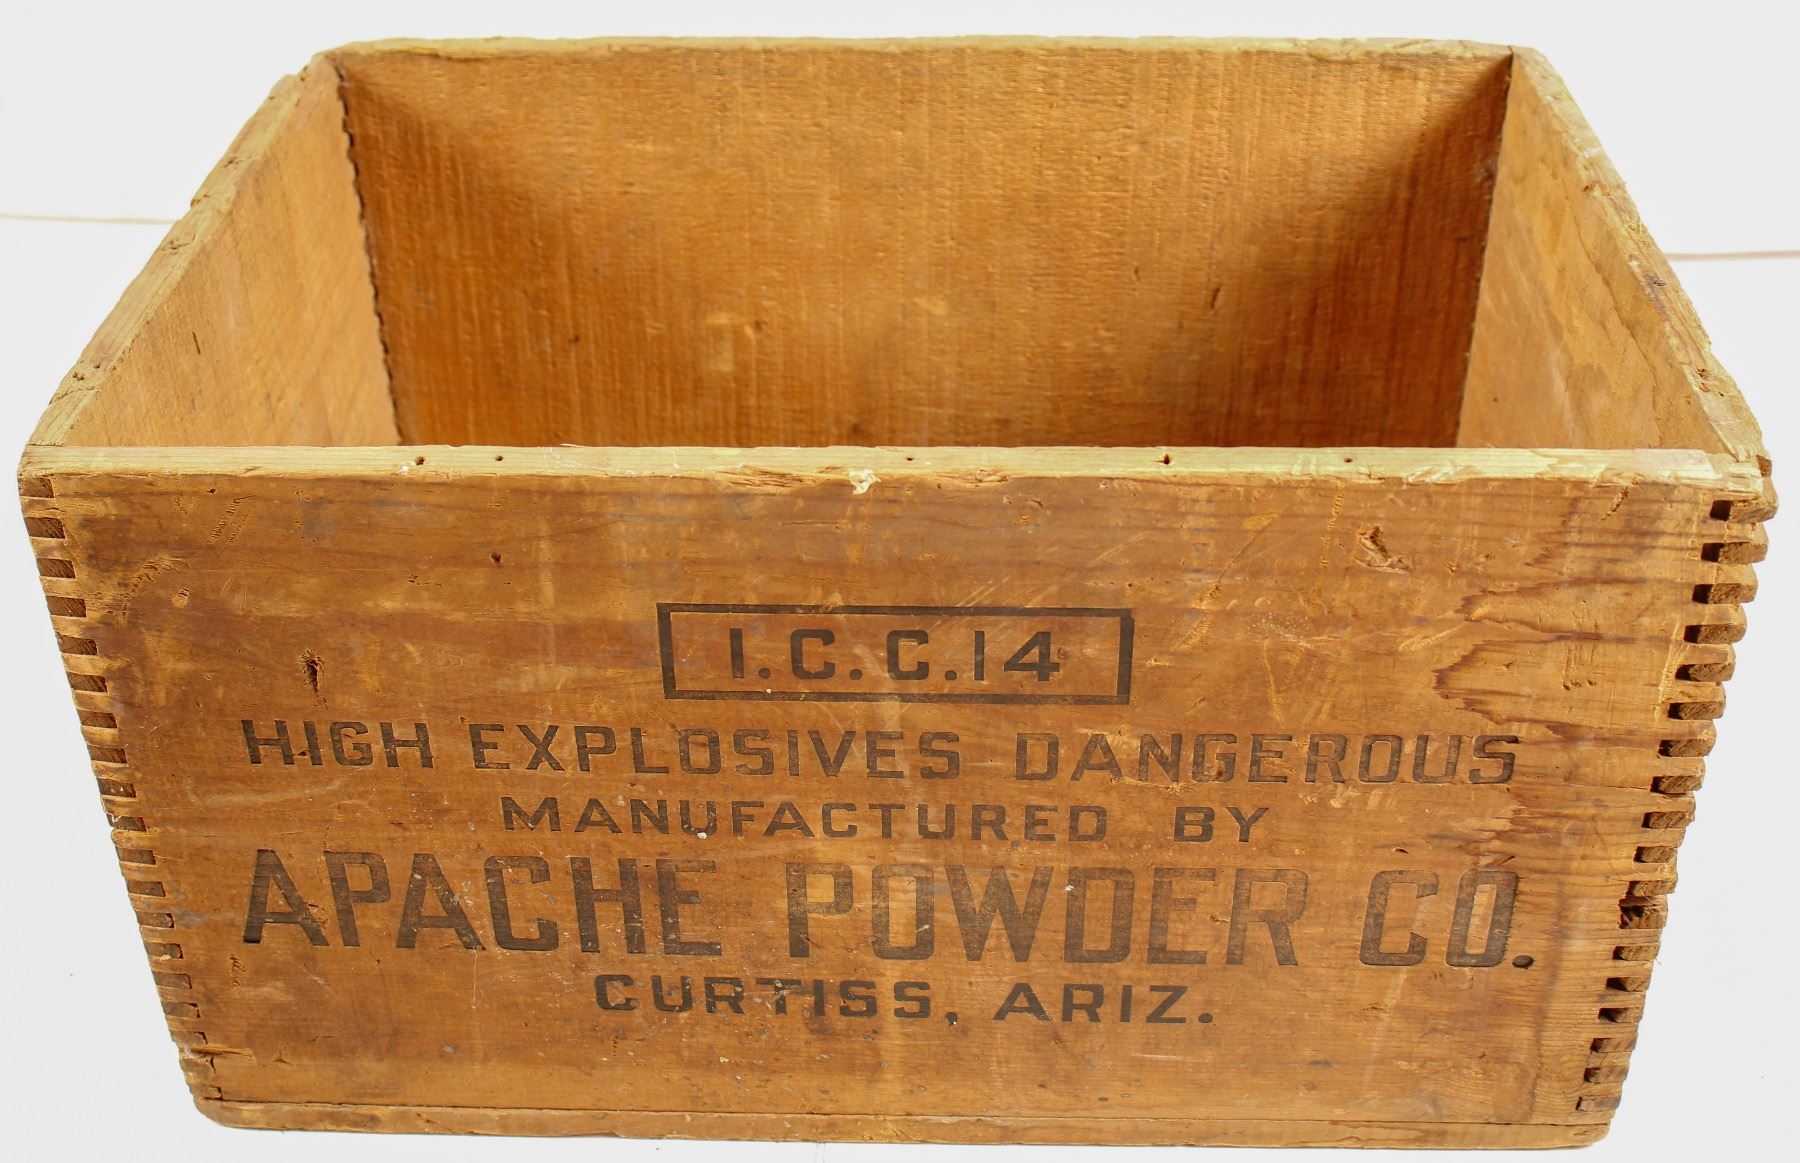 I.C.C.14
HIGH EXPLOSIVES DANGEROUS
MANUFACTURED BY
APACHE POWDER CO.
CURTISS, ARIZ.